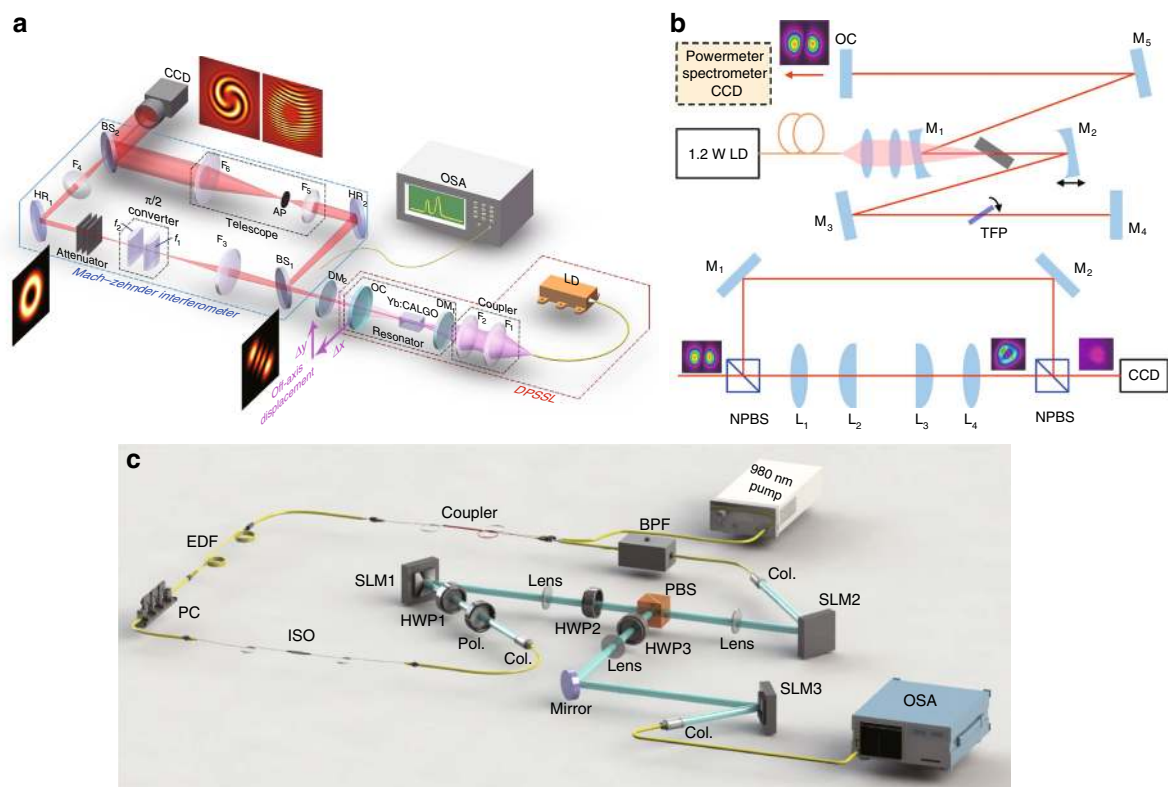 a
CCD
BS2
F4
HR1
π/2
converter
f2
f1
Attenuator
F6
F5
AP
Telescope
HR2
F3
BS1
Mach–zehnder interferometer
OSA
DM2
OC
Yb:CALGO
DM1
Resonator
Coupler
F2
F1
LD
DPSSL
Δy
Δx
Off-axis
displacement
b
Powermeter
spectrometer
CCD
OC
M5
1.2 W LD
M1
M2
M3
TFP
M4
M1
M2
NPBS
L1
L2
L3
L4
NPBS
CCD
c
980 nm
pump
Coupler
BPF
EDF
Col.
SLM1
Lens
PBS
SLM2
PC
HWP1
HWP2
Pol.
HWP3
Lens
ISO
Col.
Lens
Mirror
SLM3
Col.
OSA